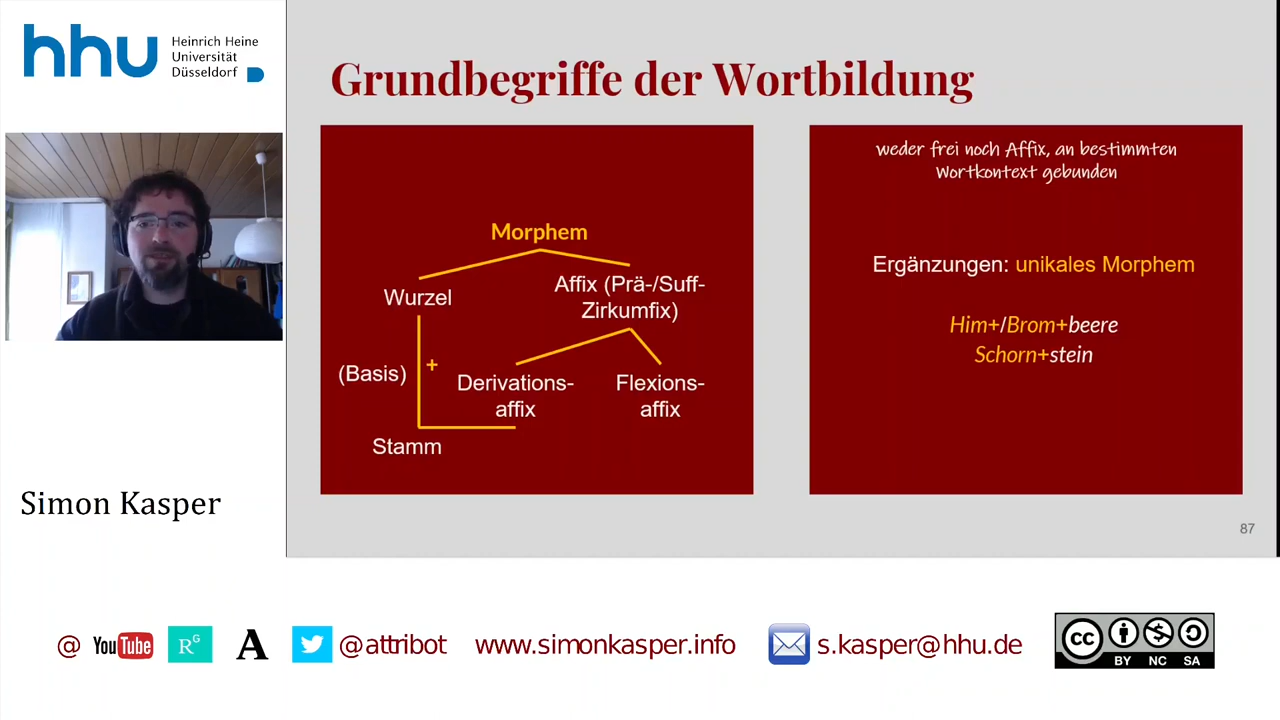 hhu
Heinrich Heine
Universität
Düsseldorf
Simon Kasper
Grundbegriffe der Wortbildung
Morphem
Wurzel
Affix (Prä-/Suff-
Zirkumfix)
(Basis)
+
Derivations-
affix
Flexions-
affix
Stamm
weder frei noch Affix, an bestimmten
Wortkontext gebunden
Ergänzungen: unikales Morphem
Him+/Brom+beere
Schorn+stein
87
@ YouTube RG A @attribot www.simonkasper.info s.kasper@hhu.de
cc BY NC SA